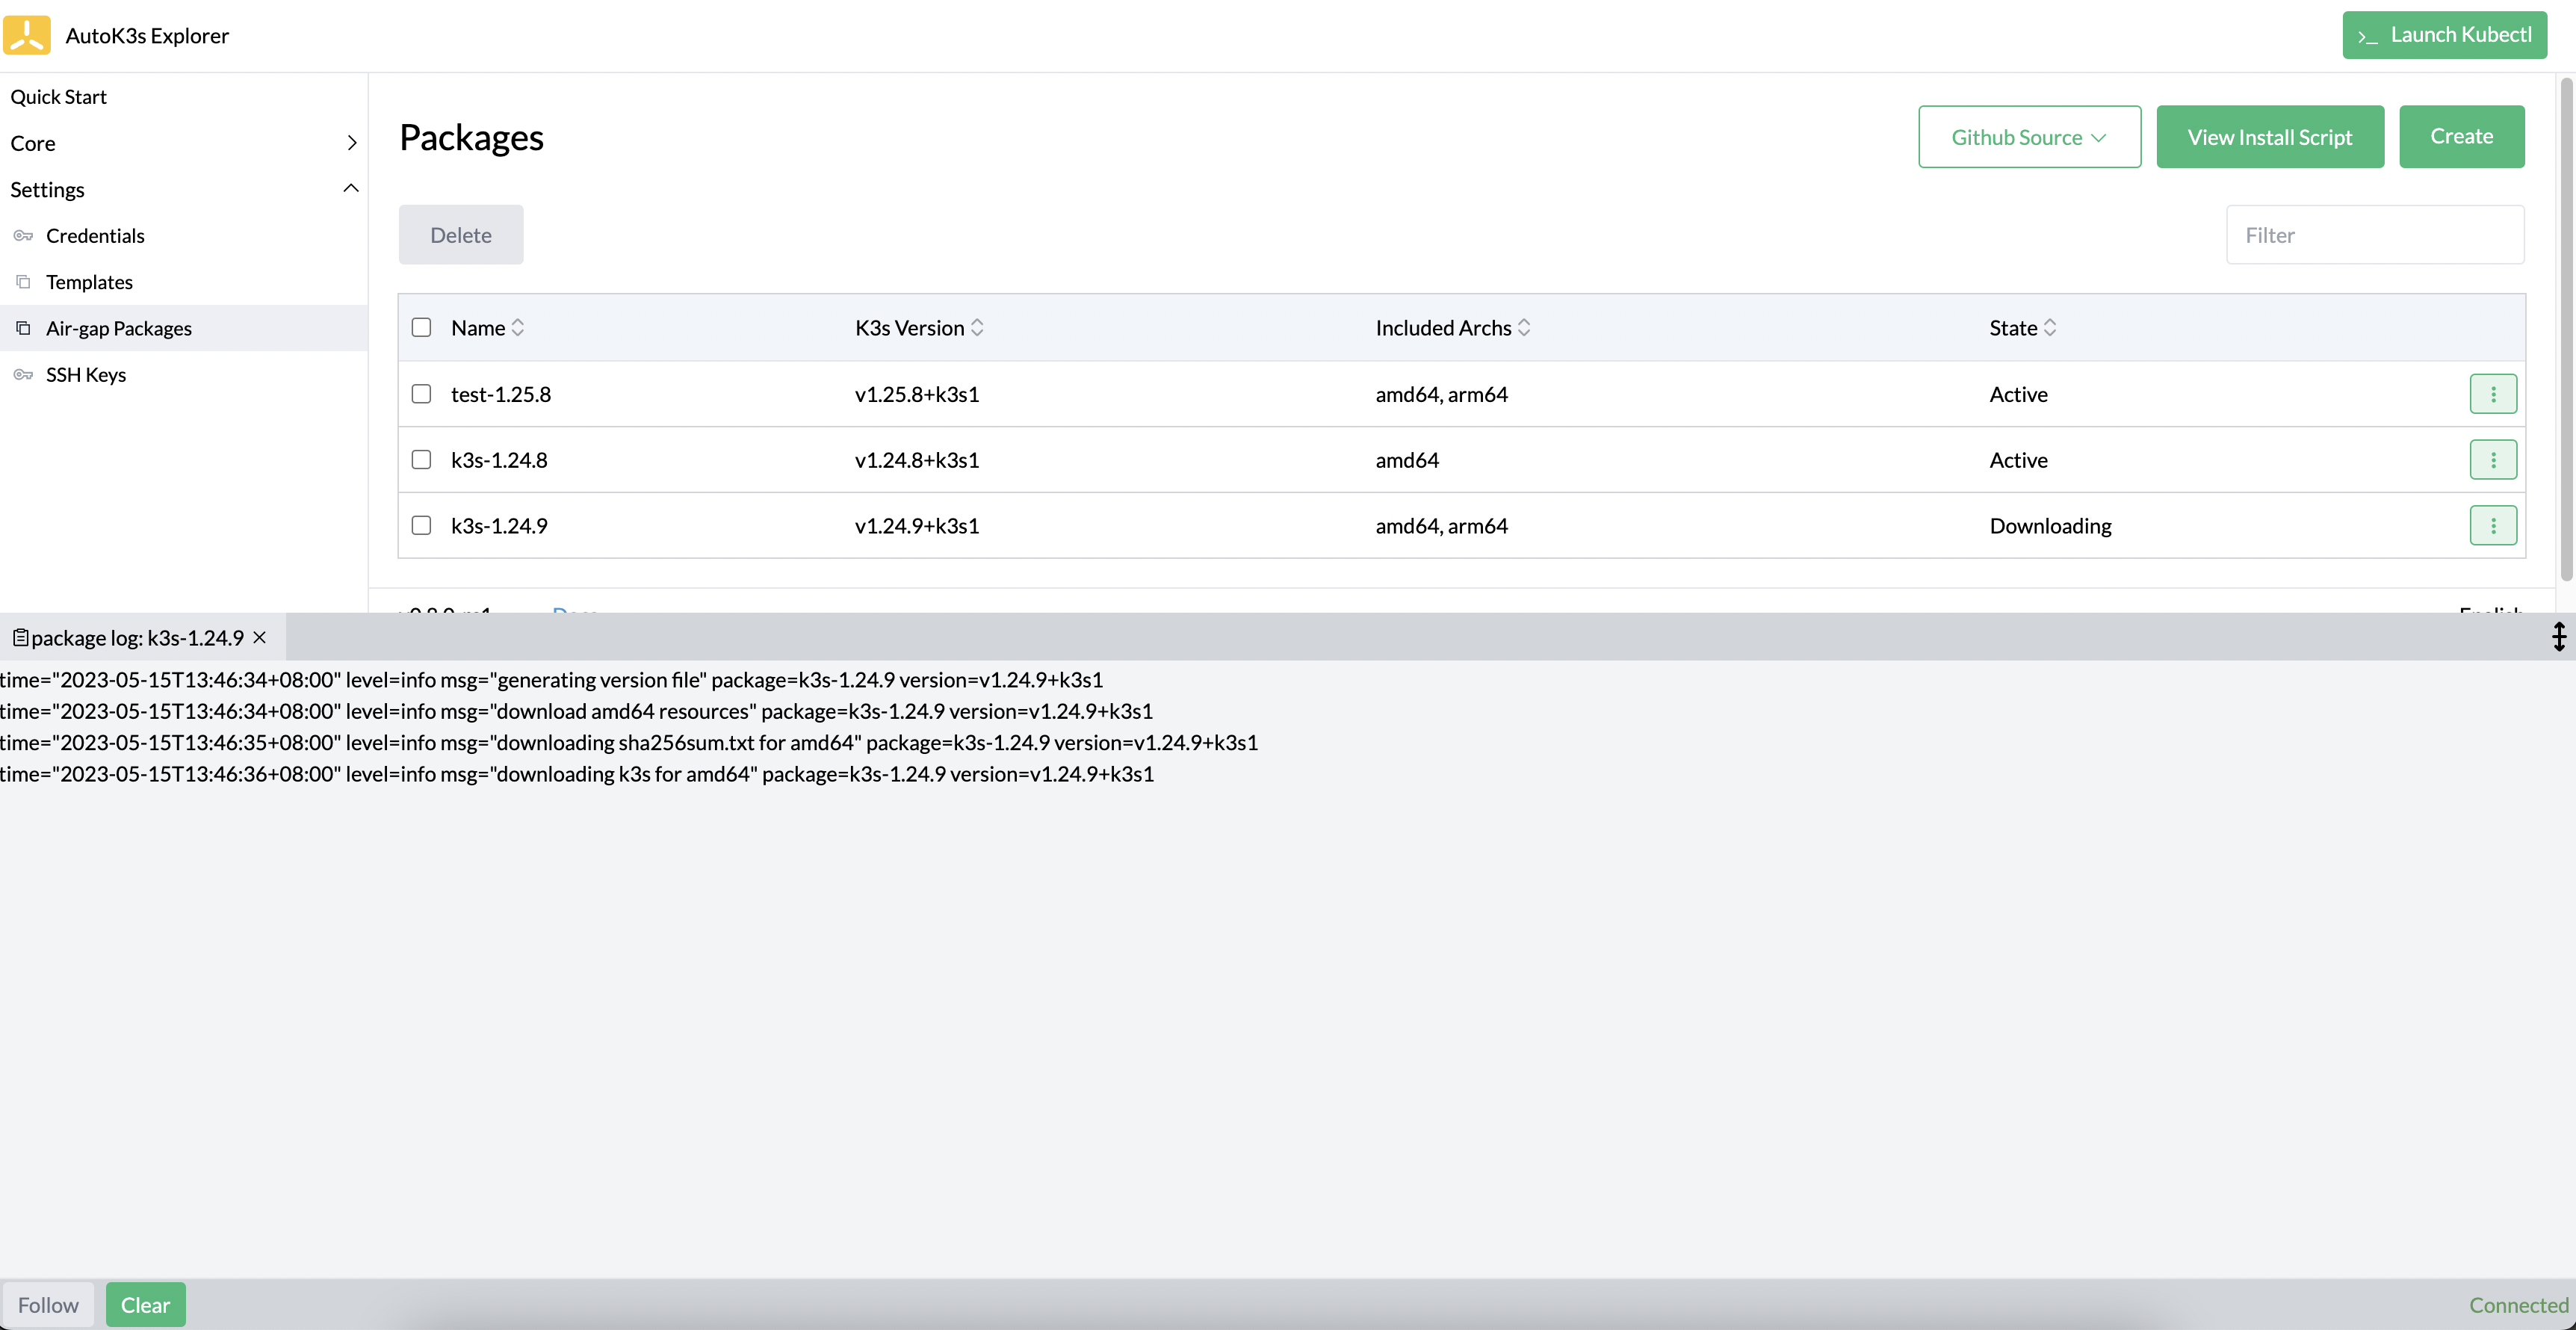 AutoK3s Explorer
>_ Launch Kubectl
Quick Start
Core
Settings
Credentials
Templates
Air-gap Packages
SSH Keys
Packages
Github Source
View Install Script
Create
Delete
Filter
Name K3s Version Included Archs State
test-1.25.8 v1.25.8+k3s1 amd64, arm64 Active
k3s-1.24.8 v1.24.8+k3s1 amd64 Active
k3s-1.24.9 v1.24.9+k3s1 amd64, arm64 Downloading
Docs English
package log: k3s-1.24.9
time="2023-05-15T13:46:34+08:00" level=info msg="generating version file" package=k3s-1.24.9 version=v1.24.9+k3s1
time="2023-05-15T13:46:34+08:00" level=info msg="download amd64 resources" package=k3s-1.24.9 version=v1.24.9+k3s1
time="2023-05-15T13:46:35+08:00" level=info msg="downloading sha256sum.txt for amd64" package=k3s-1.24.9 version=v1.24.9+k3s1
time="2023-05-15T13:46:36+08:00" level=info msg="downloading k3s for amd64" package=k3s-1.24.9 version=v1.24.9+k3s1
Follow
Clear
Connected